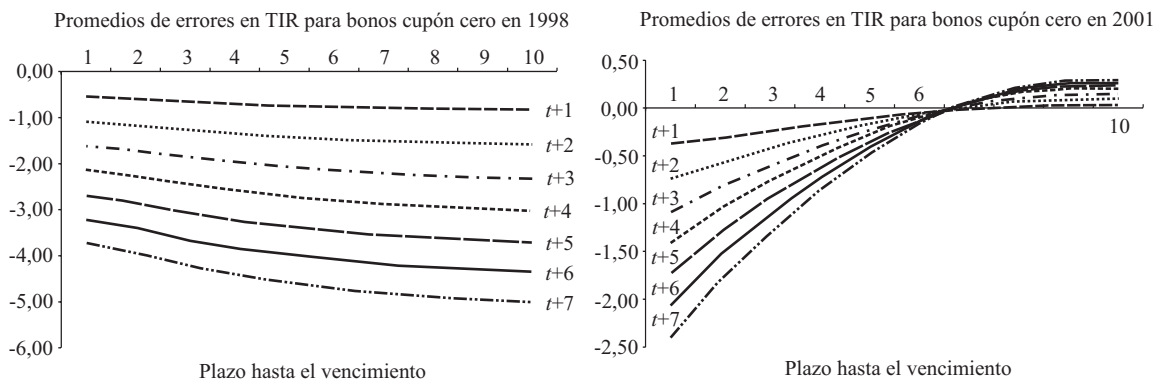 Promedios de errores en TIR para bonos cupón cero en 1998
1 2 3 4 5 6 7 8 9 10
0,00
-1,00
-2,00
-3,00
-4,00
-5,00
-6,00
t+1
t+2
t+3
t+4
t+5
t+6
t+7
Plazo hasta el vencimiento
Promedios de errores en TIR para bonos cupón cero en 2001
0,50
0,00
-0,50
-1,00
-1,50
-2,00
-2,50
1 2 3 4 5 6
10
t+1
t+2
t+3
t+4
t+5
t+6
t+7
Plazo hasta el vencimiento